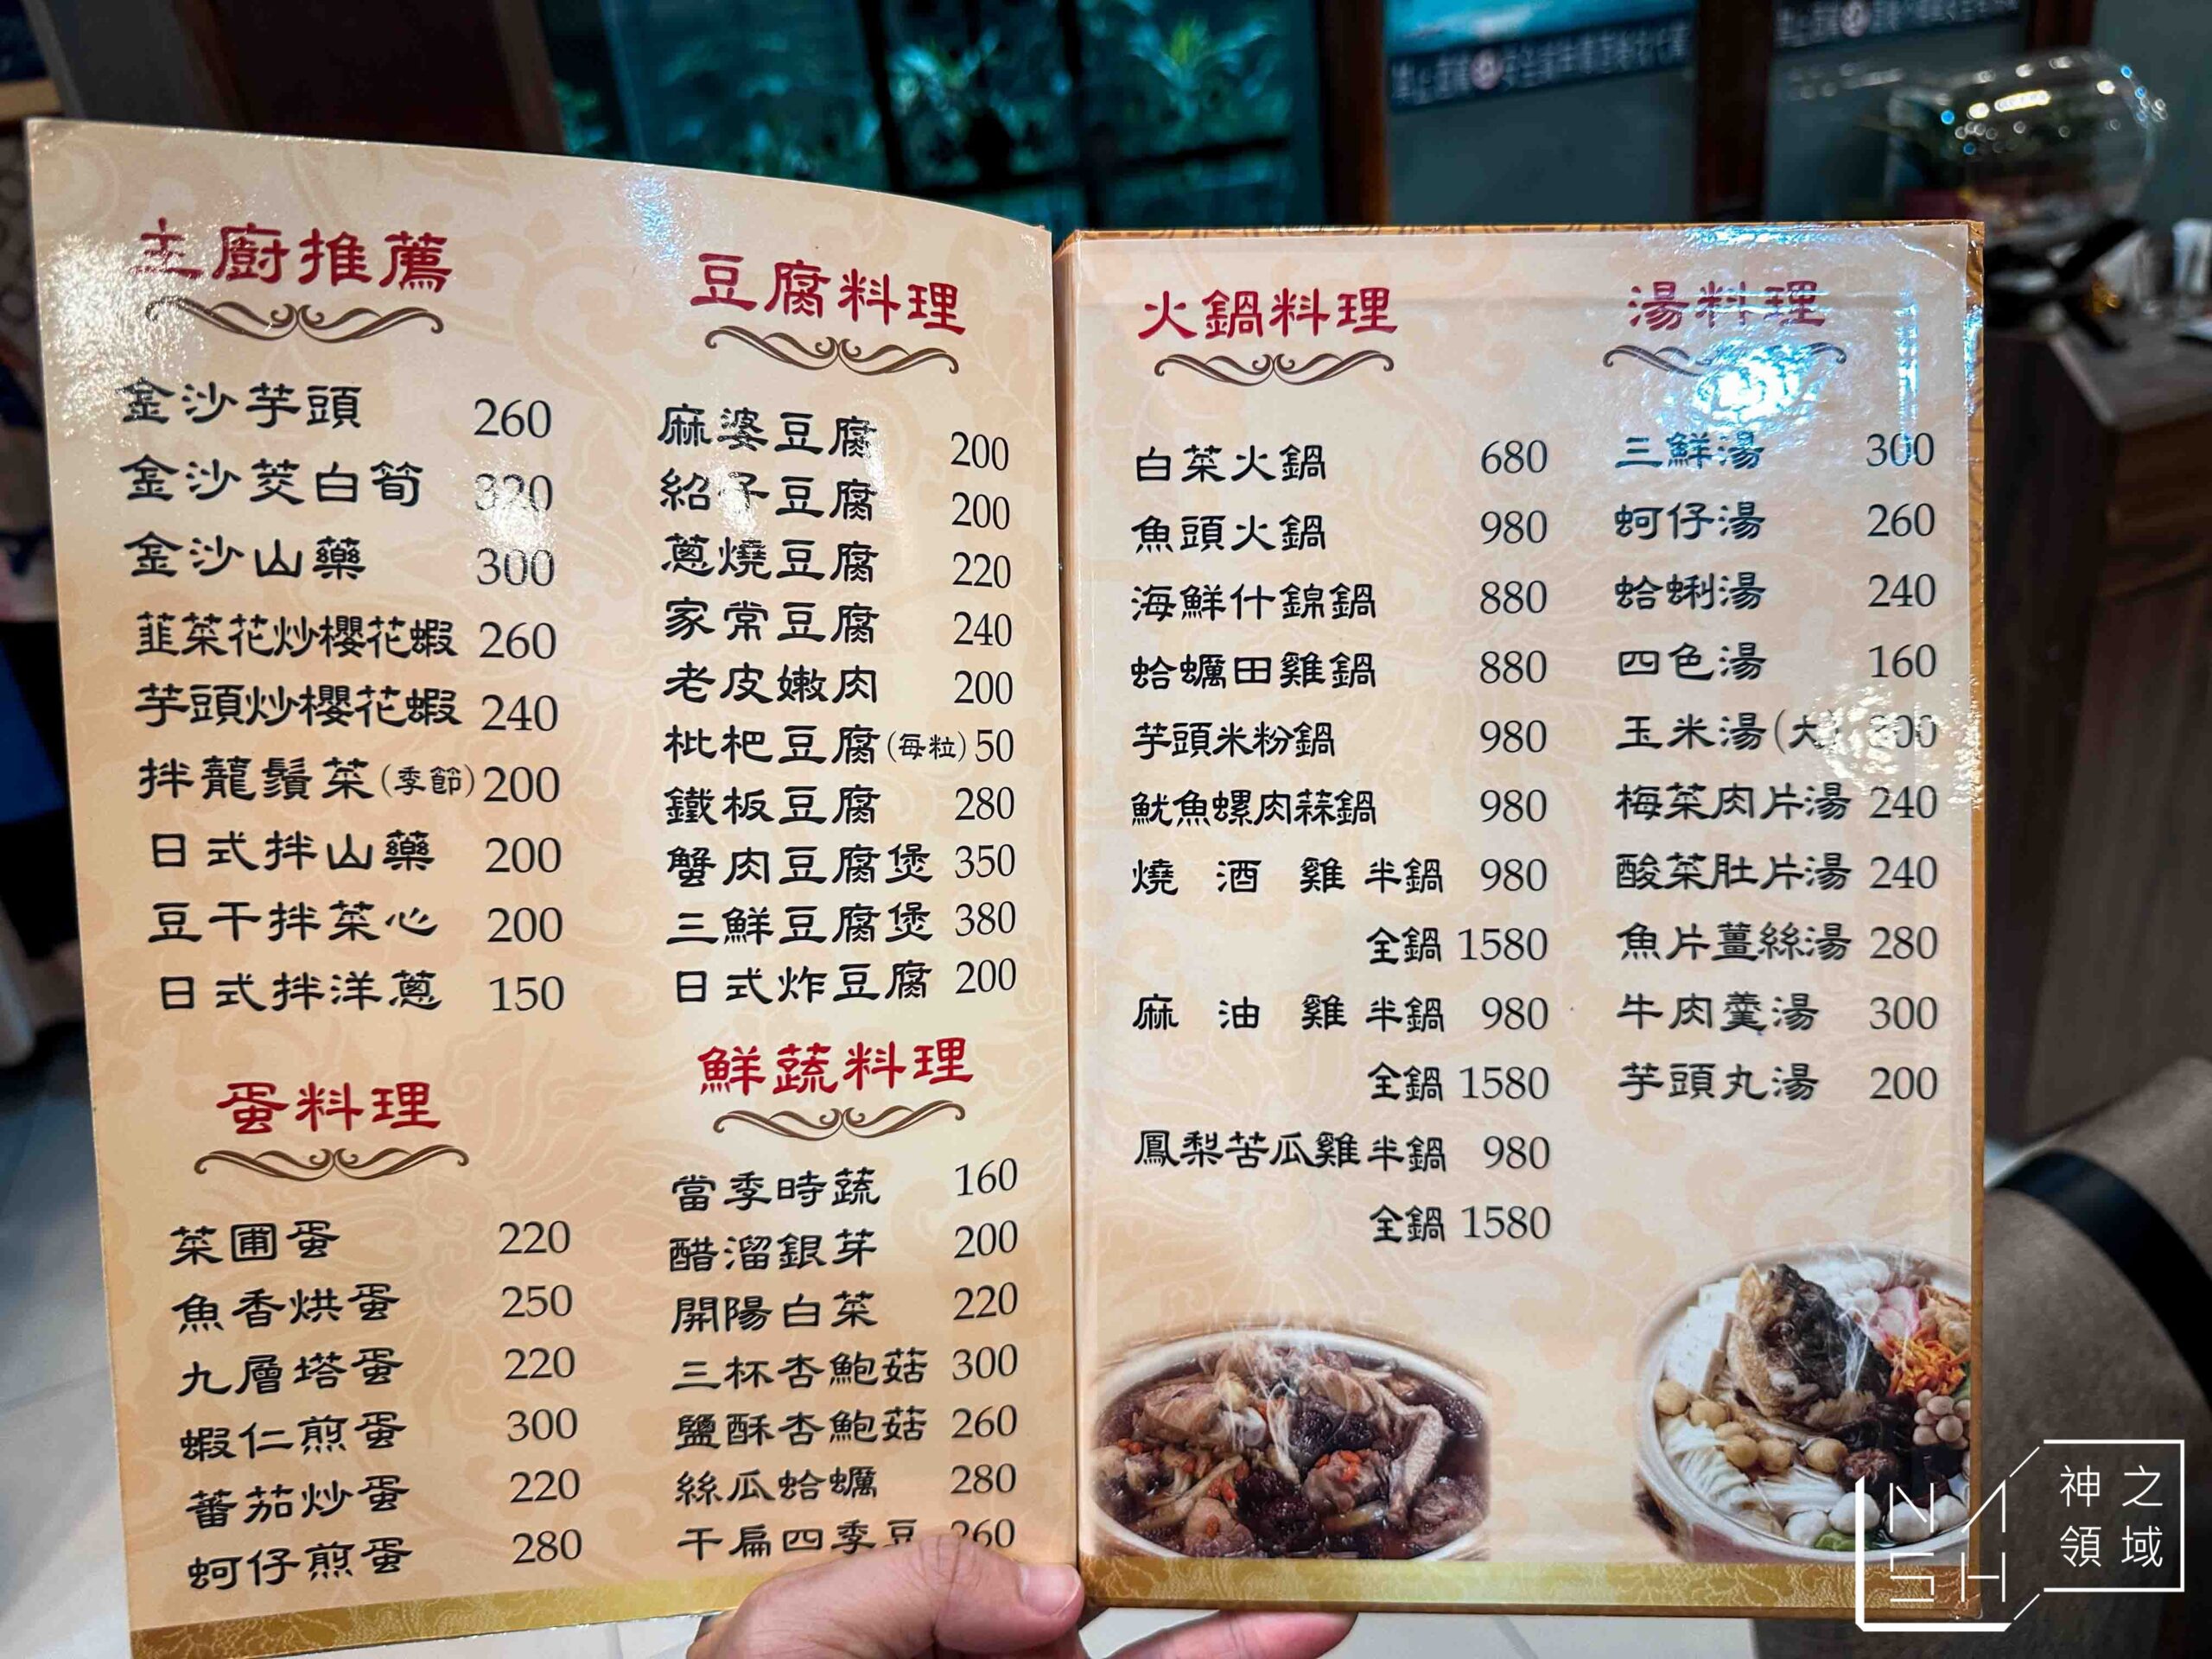 主廚推薦
金沙芋頭 260
金沙茭白筍 320
金沙山藥 300
韮菜花炒櫻花蝦 260
芋頭炒櫻花蝦 240
拌龍鬚菜(季節) 200
日式拌山藥 200
豆干拌菜心 200
日式拌洋蔥 150
蛋料理
菜圃蛋 220
魚香烘蛋 250
九層塔蛋 220
蝦仁煎蛋 300
蕃茄炒蛋 220
蚵仔煎蛋 280
豆腐料理
麻婆豆腐 200
紹子豆腐 200
蔥燒豆腐 220
家常豆腐 240
老皮嫩肉 200
枇杷豆腐(每粒) 50
鐵板豆腐 280
蟹肉豆腐煲 350
三鮮豆腐煲 380
日式炸豆腐 200
鮮蔬料理
當季時蔬 160
醋溜銀芽 200
開陽白菜 220
三杯杏鮑菇 300
鹽酥杏鮑菇 260
絲瓜蛤蠣 280
干扁四季豆 260
火鍋料理
白菜火鍋 680
魚頭火鍋 980
海鮮什錦鍋 880
蛤蠣田雞鍋 880
芋頭米粉鍋 980
魷魚螺肉蒜鍋 980
燒酒雞 半鍋 980
全鍋 1580
麻油雞 半鍋 980
全鍋 1580
鳳梨苦瓜雞 半鍋 980
全鍋 1580
湯料理
三鮮湯 300
蚵仔湯 260
蛤蜊湯 240
四色湯 160
玉米湯(大)
梅菜肉片湯 240
酸菜肚片湯 240
魚片薑絲湯 280
牛肉羹湯 300
芋頭丸湯 200
NASH
神之
領域